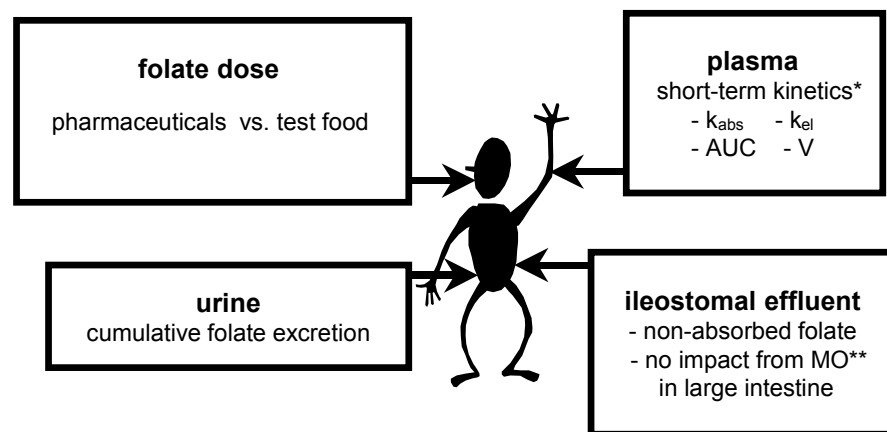 folate dose
pharmaceuticals vs. test food
plasma
short-term kinetics*
- kabs - kel
- AUC - V
urine
cumulative folate excretion
ileostomal effluent
- non-absorbed folate
- no impact from MO**
in large intestine